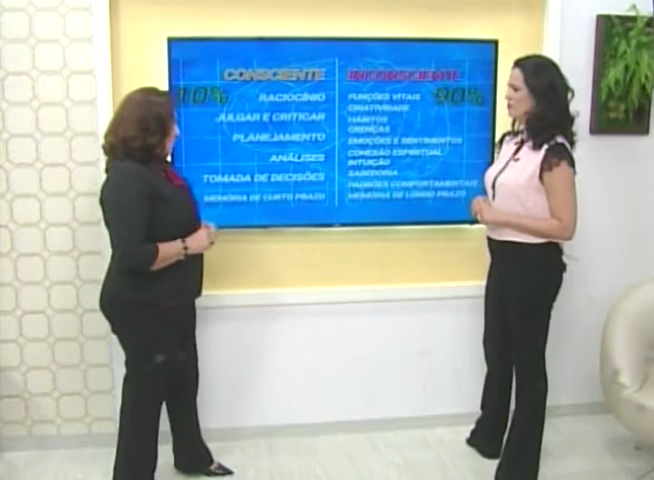 CONSCIENTE
10%
RACIOCÍNIO
JULGAR E CRITICAR
PLANEJAMENTO
ANÁLISES
TOMADA DE DECISÕES
MEMÓRIA DE CURTO PRAZO
INCONSCIENTE
90%
FUNÇÕES VITAIS
CRIATIVIDADE
HÁBITOS
CRENÇAS
EMOÇÕES E SENTIMENTOS
CONEXÃO ESPIRITUAL
INTUIÇÃO
SABEDORIA
PADRÕES COMPORTAMENTAIS
MEMÓRIA DE LONGO PRAZO